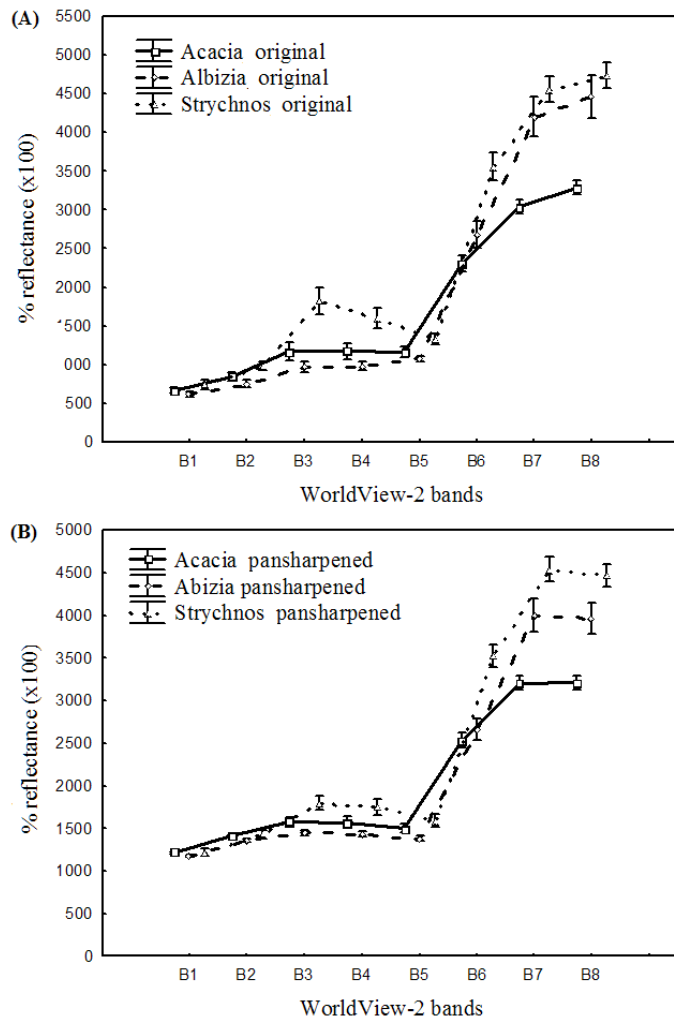 (A)
5500
5000
4500
4000
3500
3000
2500
2000
1500
000
500
0
Acacia original
Albizia original
Strychnos original
% reflectance (x100)
B1 B2 B3 B4 B5 B6 B7 B8
WorldView-2 bands
(B)
5000
4500
4000
3500
3000
2500
2000
1500
1000
500
0
Acacia pansharpened
Abizia pansharpened
Strychnos pansharpened
% reflectance (x100)
B1 B2 B3 B4 B5 B6 B7 B8
WorldView-2 bands